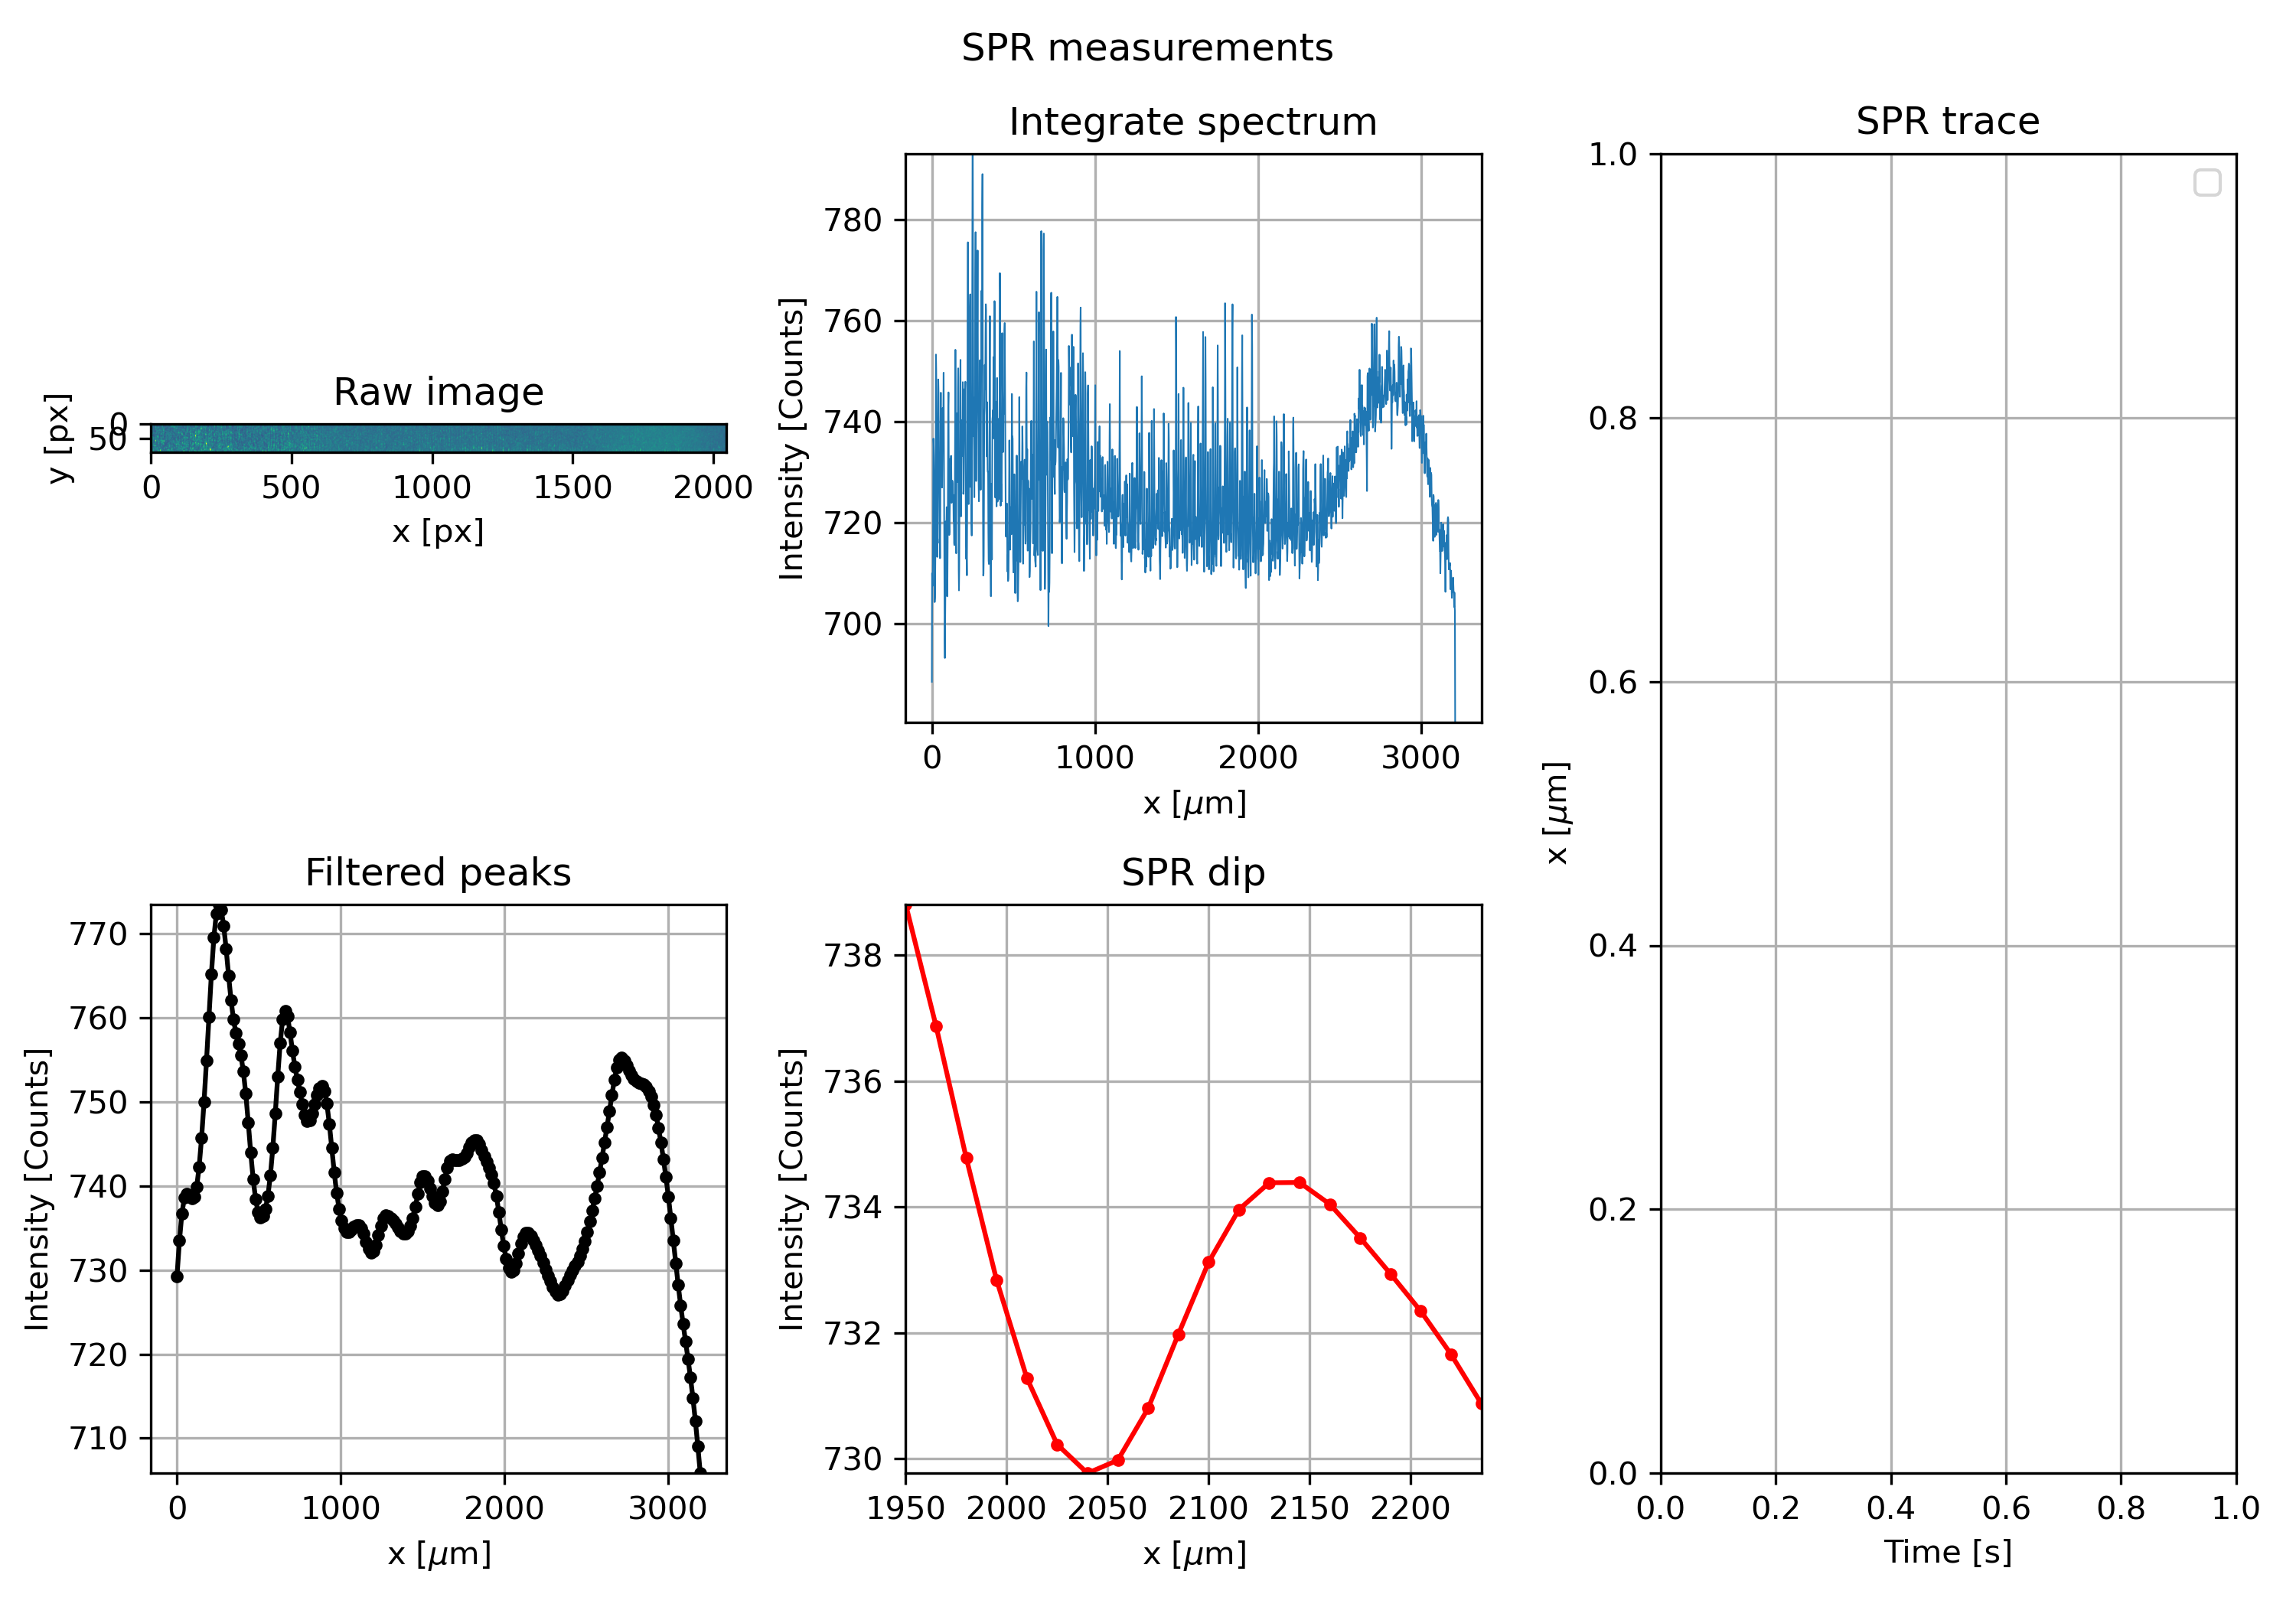 SPR measurements
Raw image
y [px]
0
50
0 500 1000 1500 2000
x [px]
Integrate spectrum
Intensity [Counts]
780
760
740
720
700
0 1000 2000 3000
x [μm]
SPR trace
x [μm]
1.0
0.8
0.6
0.4
0.2
0.0
0.0 0.2 0.4 0.6 0.8 1.0
Time [s]
Filtered peaks
Intensity [Counts]
770
760
750
740
730
720
710
0 1000 2000 3000
x [μm]
SPR dip
Intensity [Counts]
738
736
734
732
730
1950 2000 2050 2100 2150 2200
x [μm]